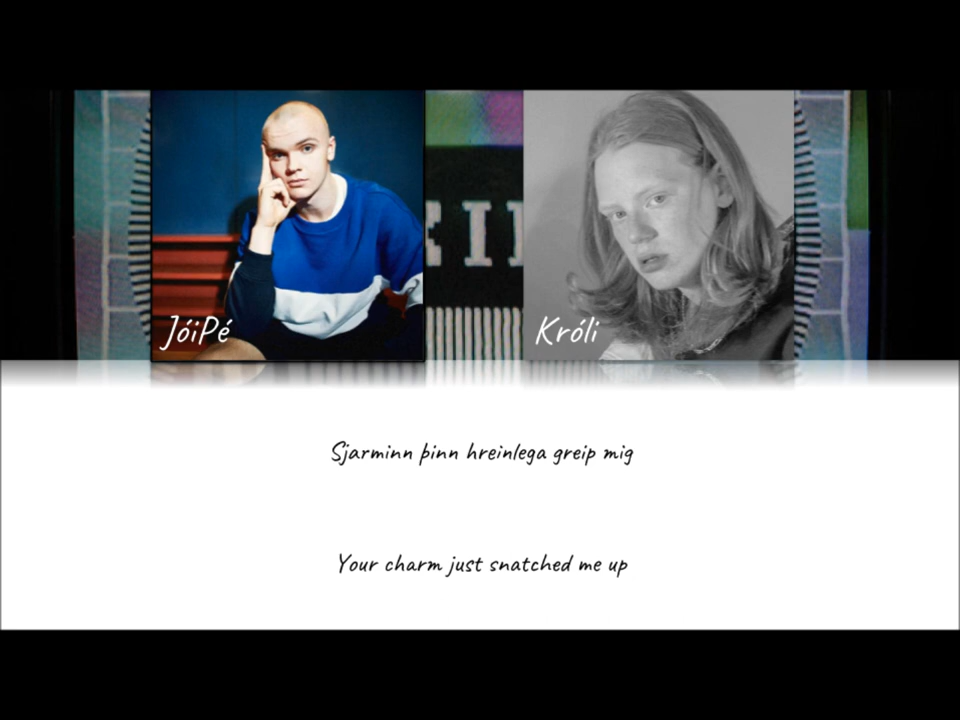 JóiPé
Króli
Sjarminn þinn hreinlega greip mig
Your charm just snatched me up